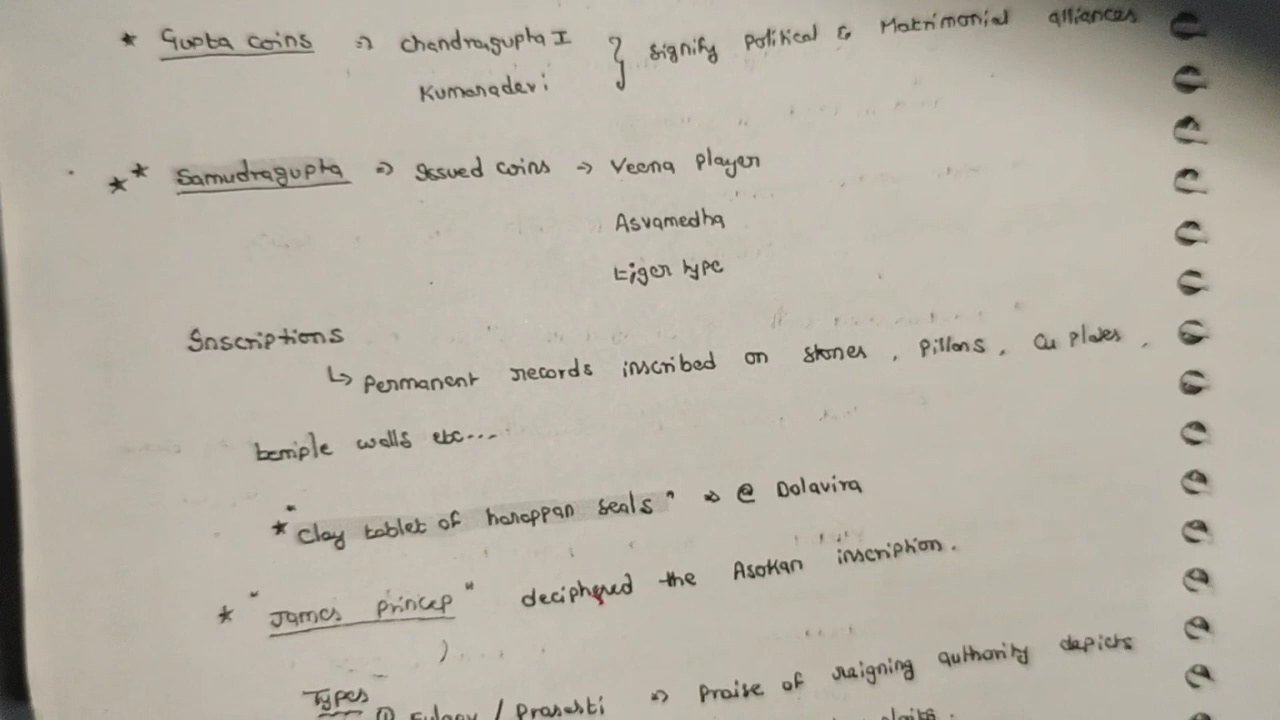 * Gupta coins ⇒ Chandragupta I } signify Political & Matrimonial alliances
Kumaradevi
** Samudragupta ⇒ Issued coins → Veena player
Asvamedha
tiger type
Inscriptions
↳ Permanent records inscribed on stones, pillars, Cu plates,
temple walls etc...
* "Clay tablet of harappan seals" ⇒ @ Dolavira
* "James Princep" deciphered the Asokan inscription.
Types
① Eulogy / Prasasti ⇒ Praise of reigning authority depicts